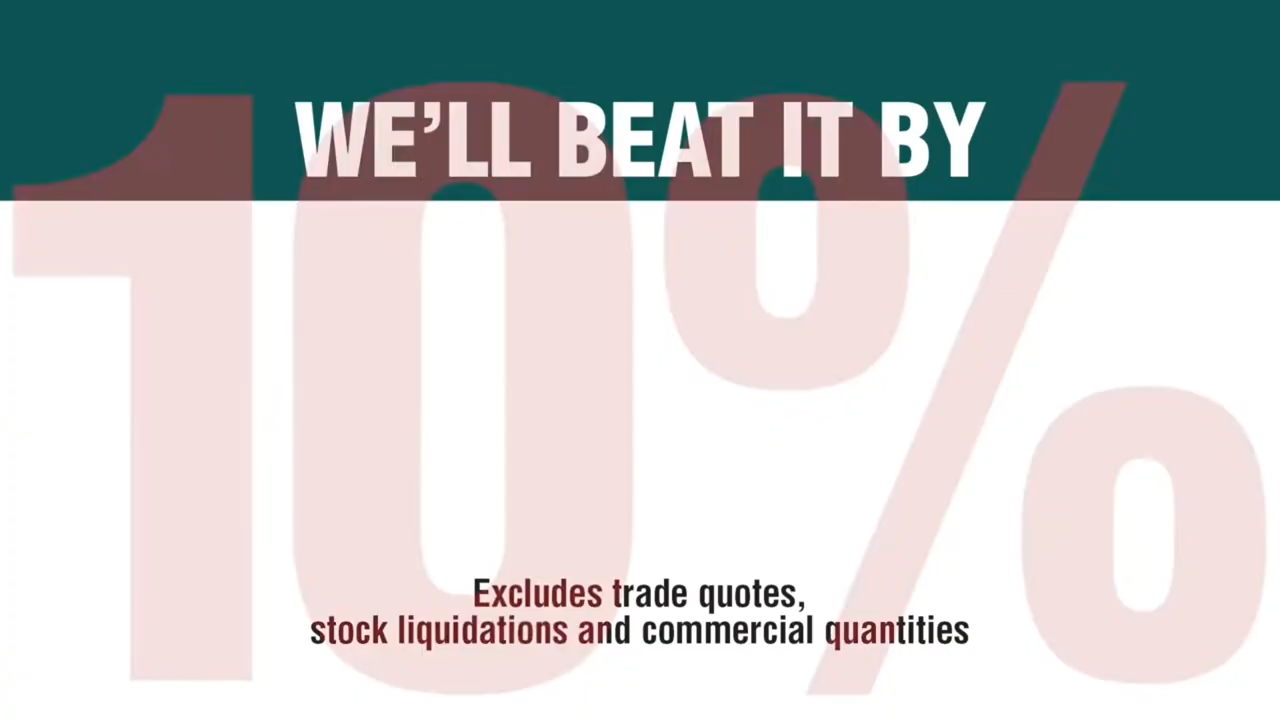 WE’LL BEAT IT BY
10%
Excludes trade quotes,
stock liquidations and commercial quantities